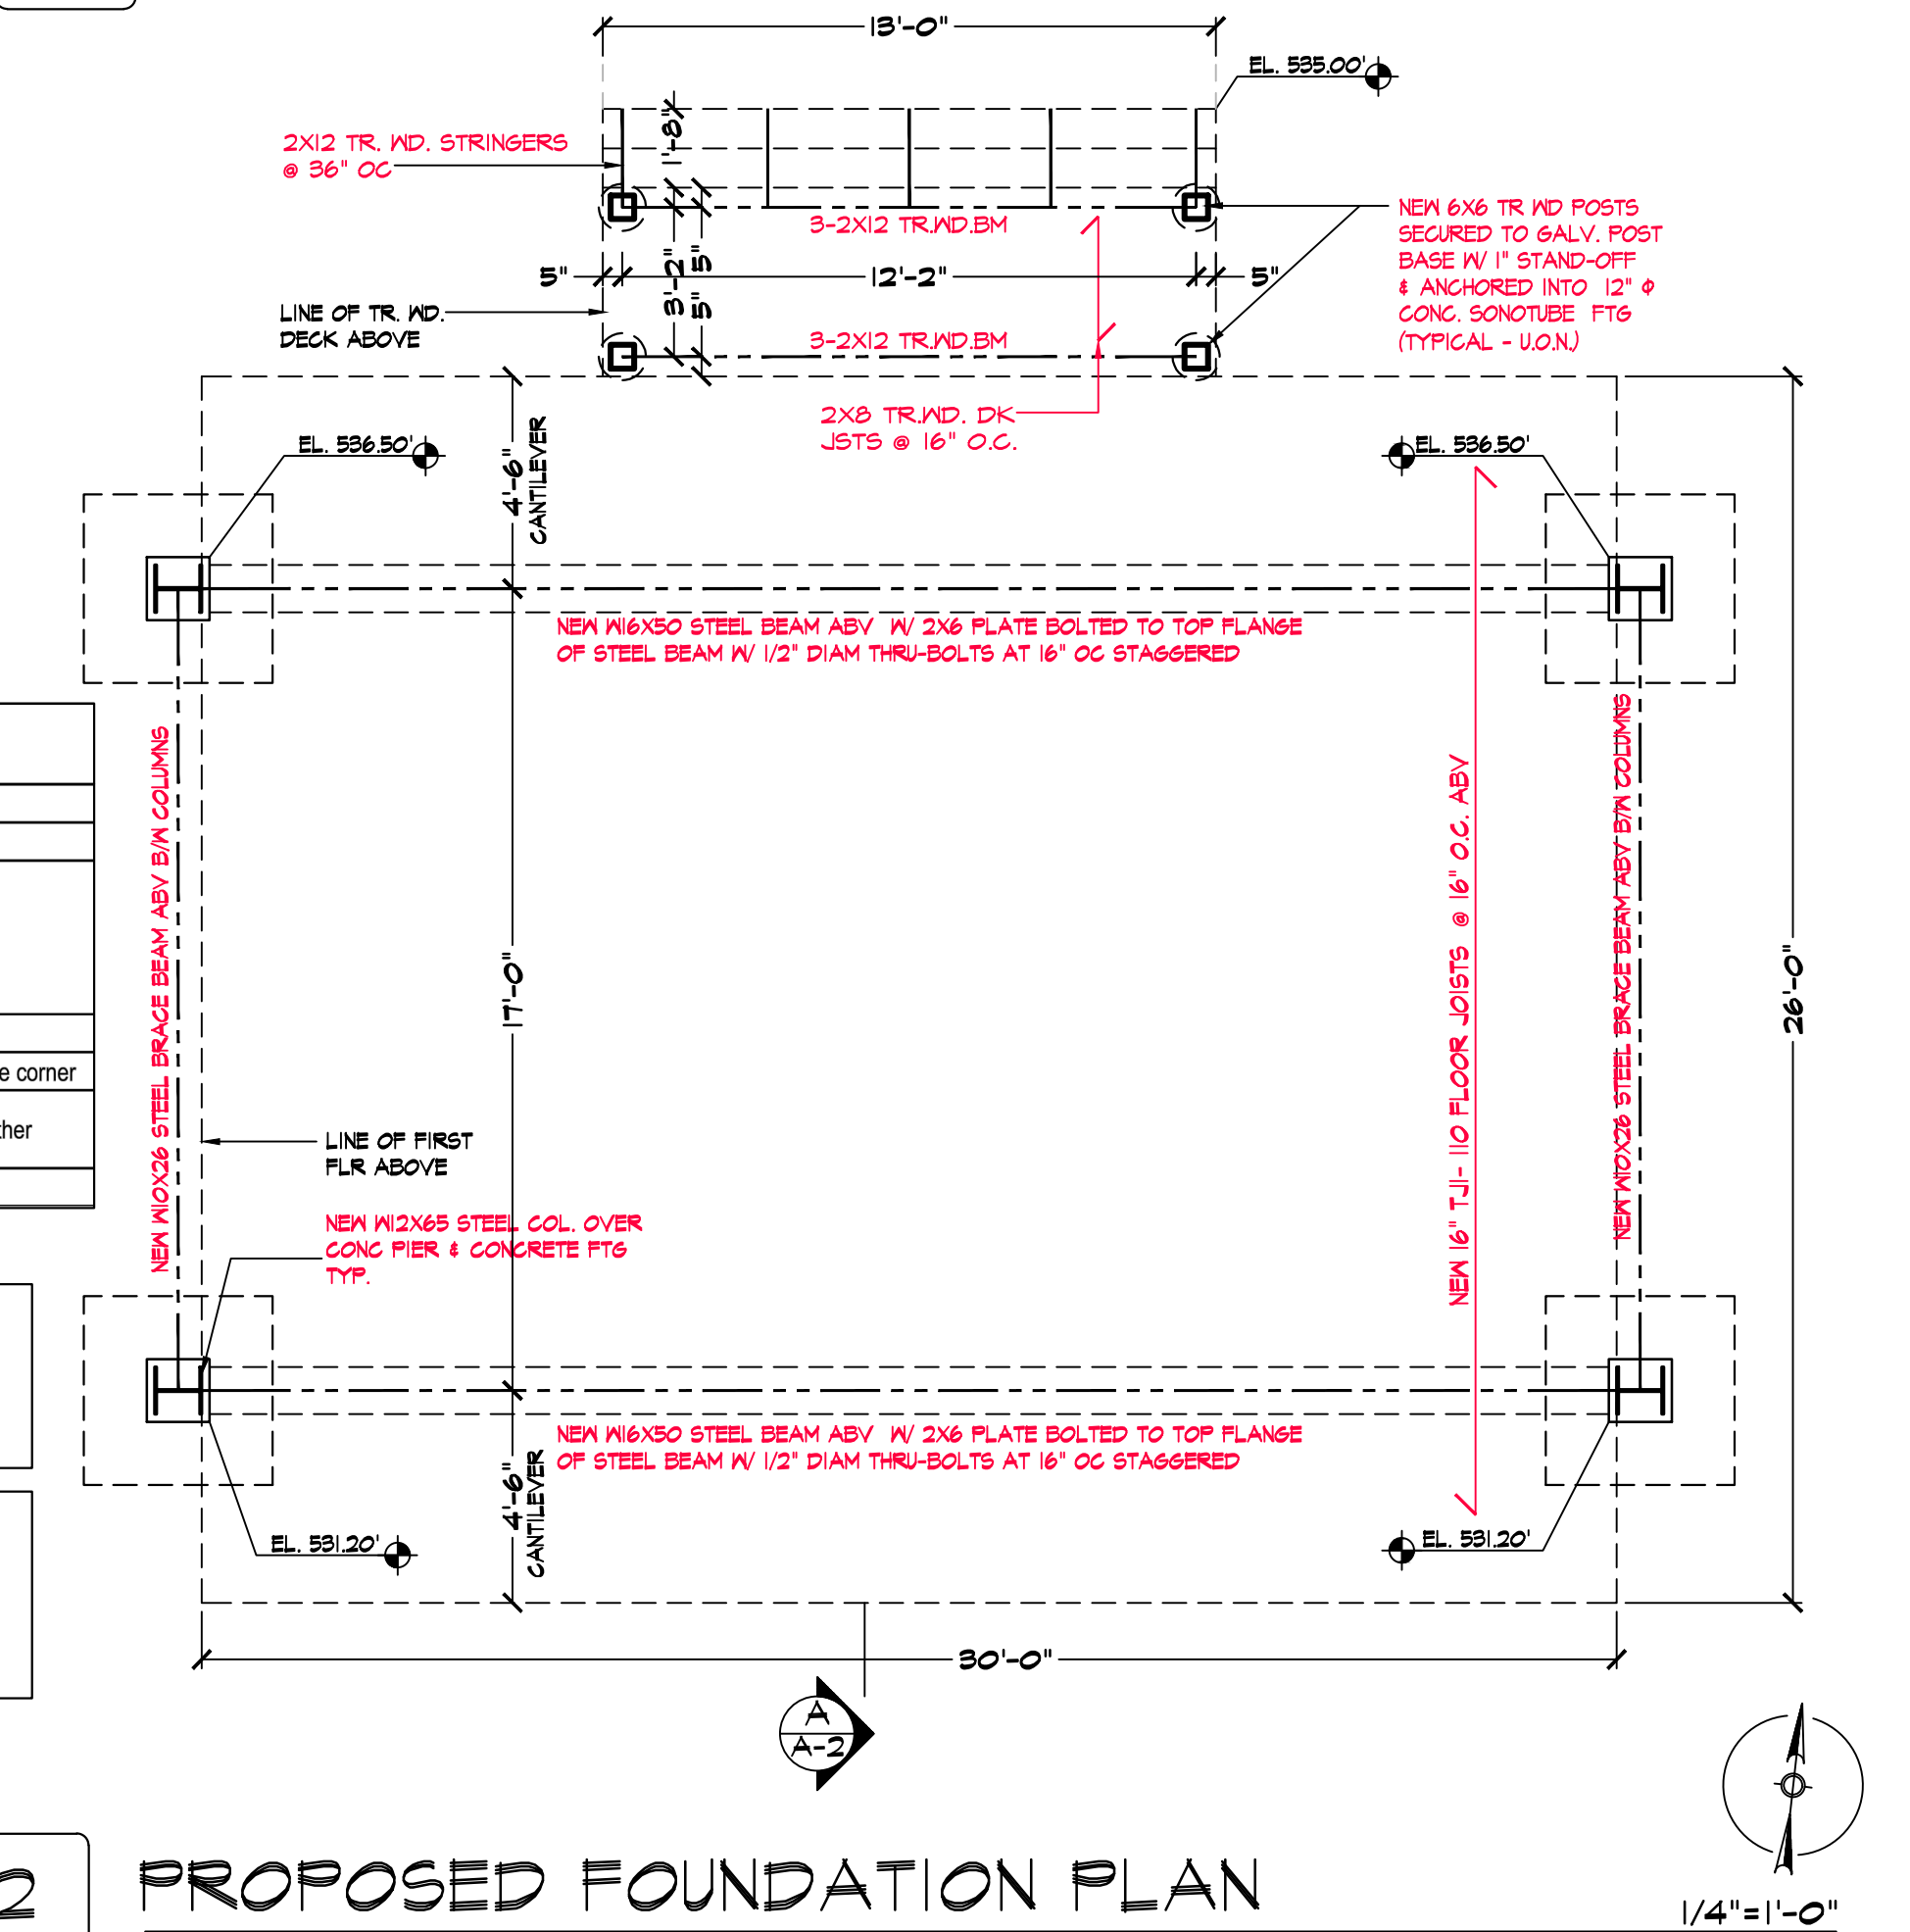 13'-0"
EL. 535.00'
2X12 TR. WD. STRINGERS
@ 36" OC
1'-8"
NEW 6X6 TR WD POSTS
SECURED TO GALV. POST
BASE W/ 1" STAND-OFF
& ANCHORED INTO 12" Φ
CONC. SONOTUBE FTG
(TYPICAL - U.O.N.)
3-2X12 TR.WD.BM
5"
3'-2"
5"
5"
12'-2"
5"
LINE OF TR. WD.
DECK ABOVE
3-2X12 TR.WD.BM
2X8 TR.WD. DK
JSTS @ 16" O.C.
EL. 536.50'
4'-6"
CANTILEVER
EL. 536.50'
NEW W16X50 STEEL BEAM ABV W/ 2X6 PLATE BOLTED TO TOP FLANGE
OF STEEL BEAM W/ 1/2" DIAM THRU-BOLTS AT 16" OC STAGGERED
NEW W10X26 STEEL BRACE BEAM ABV B/W COLUMNS
17'-0"
NEW 16" TJI- 110 FLOOR JOISTS @ 16" O.C. ABV
NEW W10X26 STEEL BRACE BEAM ABV B/W COLUMNS
26'-0"
e corner
ther
LINE OF FIRST
FLR ABOVE
NEW W12X65 STEEL COL. OVER
CONC PIER & CONCRETE FTG
TYP.
NEW W16X50 STEEL BEAM ABV W/ 2X6 PLATE BOLTED TO TOP FLANGE
OF STEEL BEAM W/ 1/2" DIAM THRU-BOLTS AT 16" OC STAGGERED
4'-6"
CANTILEVER
EL. 531.20'
EL. 531.20'
30'-0"
A
A-2
2
PROPOSED FOUNDATION PLAN
1/4"=1'-0"